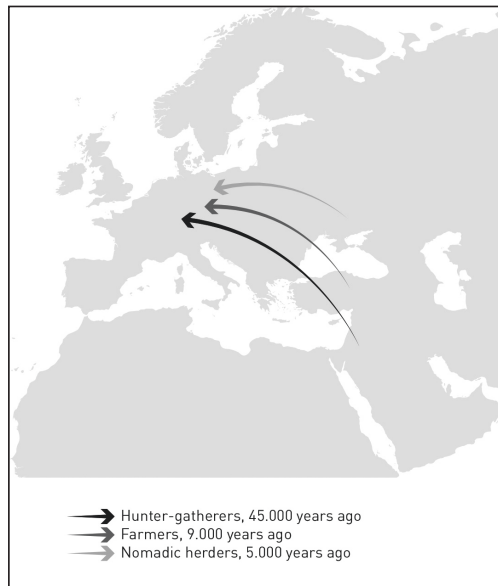 Hunter-gatherers, 45.000 years ago
Farmers, 9.000 years ago
Nomadic herders, 5.000 years ago